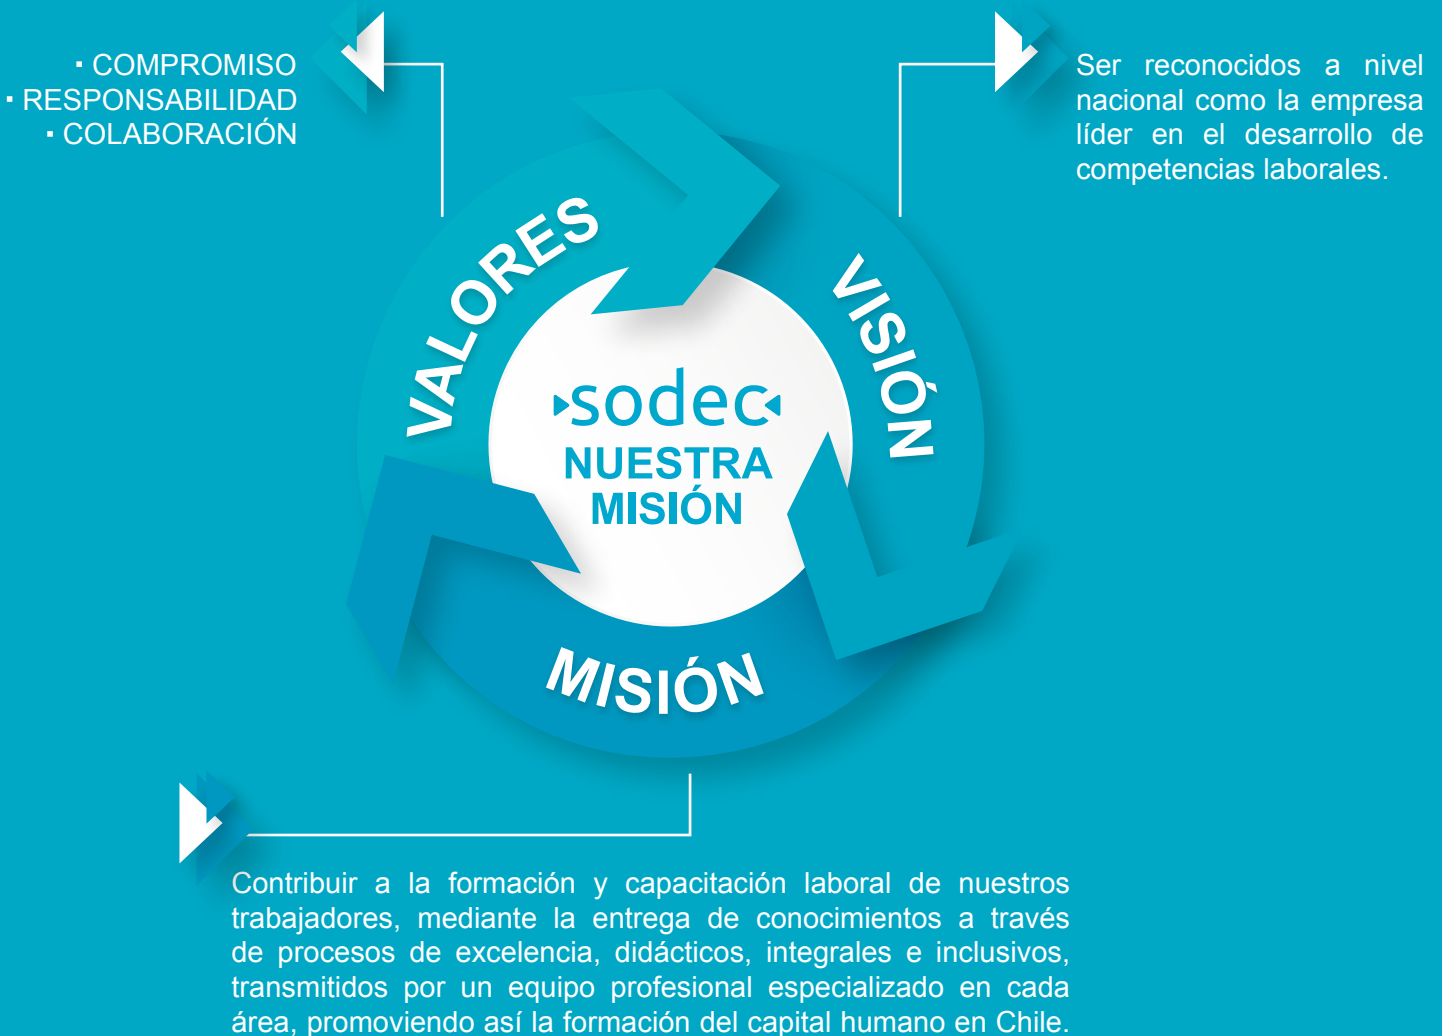 ▪ COMPROMISO
▪ RESPONSABILIDAD
▪ COLABORACIÓN
Ser reconocidos a nivel
nacional como la empresa
líder en el desarrollo de
competencias laborales.
VALORES
VISIÓN
sodec
NUESTRA
MISIÓN
MISIÓN
Contribuir a la formación y capacitación laboral de nuestros
trabajadores, mediante la entrega de conocimientos a través
de procesos de excelencia, didácticos, integrales e inclusivos,
transmitidos por un equipo profesional especializado en cada
área, promoviendo así la formación del capital humano en Chile.